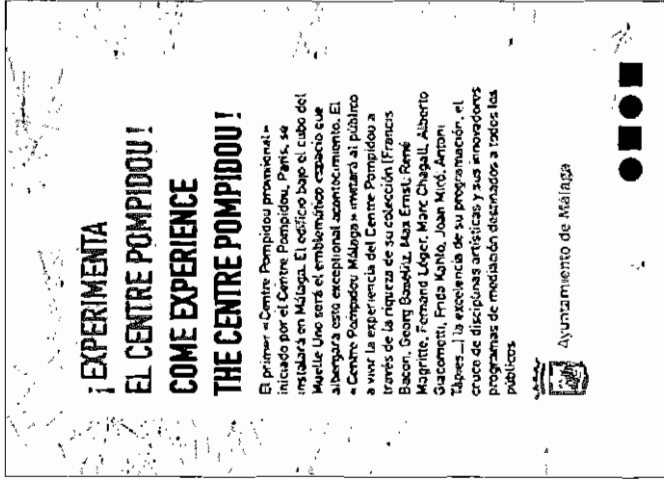 ¡ EXPERIMENTA
EL CENTRE POMPIDOU !
COME EXPERIENCE
THE CENTRE POMPIDOU !
El primer «Centre Pompidou provisional»
iniciado por el Centre Pompidou, París, se
instalará en Málaga. El edificio bajo el cubo del
Muelle Uno será el emblemático espacio que
albergará este excepcional acontecimiento. El
« Centre Pompidou Málaga » invitará al público
a vivir la experiencia del Centre Pompidou a
través de la riqueza de su colección [Francis
Bacon, Georg Baselitz, Max Ernst, René
Magritte, Fernand Léger, Marc Chagall, Alberto
Giacometti, Frida Kahlo, Joan Miró, Antoni
Tàpies...] la excelencia de su programación, el
cruce de disciplinas artísticas y sus innovadores
programas de mediación destinados a todos los
públicos
Ayuntamiento de Málaga